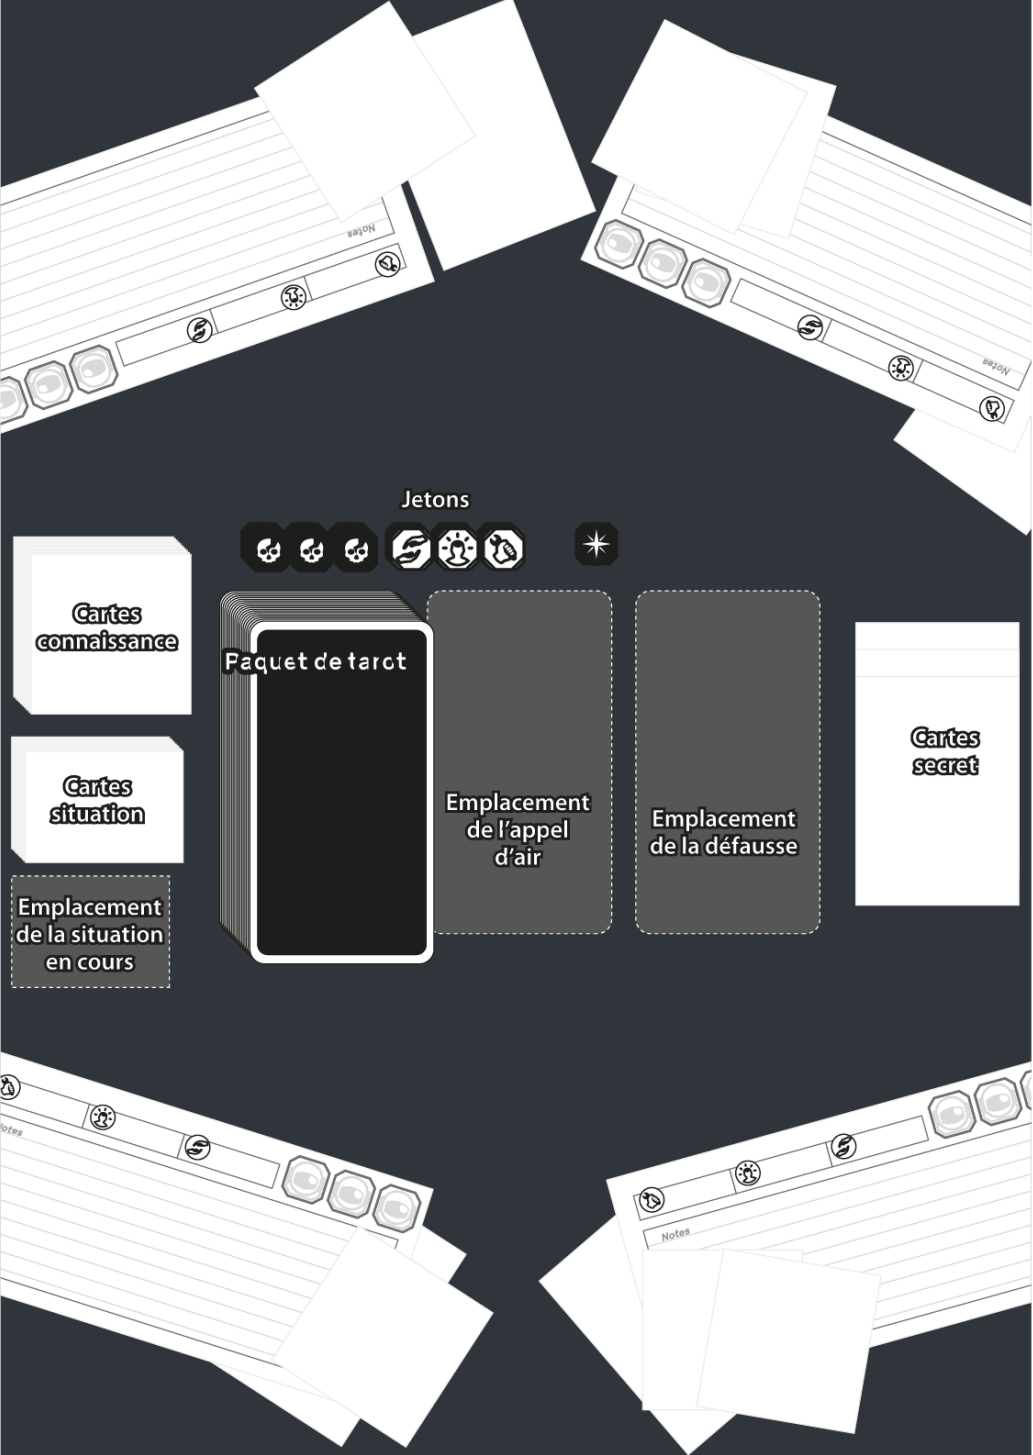 Notes
Notes
Jetons
Cartes
connaissance
Paquet de tarot
Cartes
secret
Cartes
situation
Emplacement
de l'appel
d'air
Emplacement
de la défausse
Emplacement
de la situation
en cours
Notes
Notes